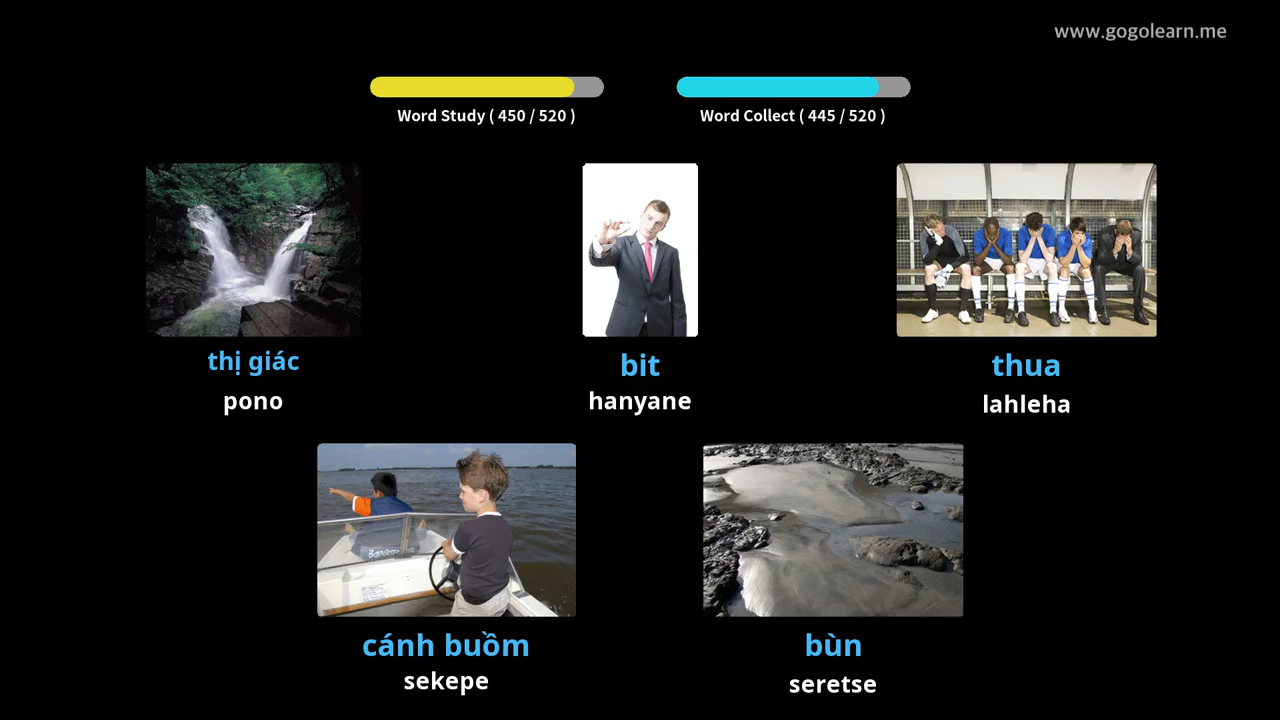 www.gogolearn.me
Word Study ( 450 / 520 )
Word Collect ( 445 / 520 )
thị giác
pono
bit
hanyane
thua
lahleha
cánh buồm
sekepe
bùn
seretse